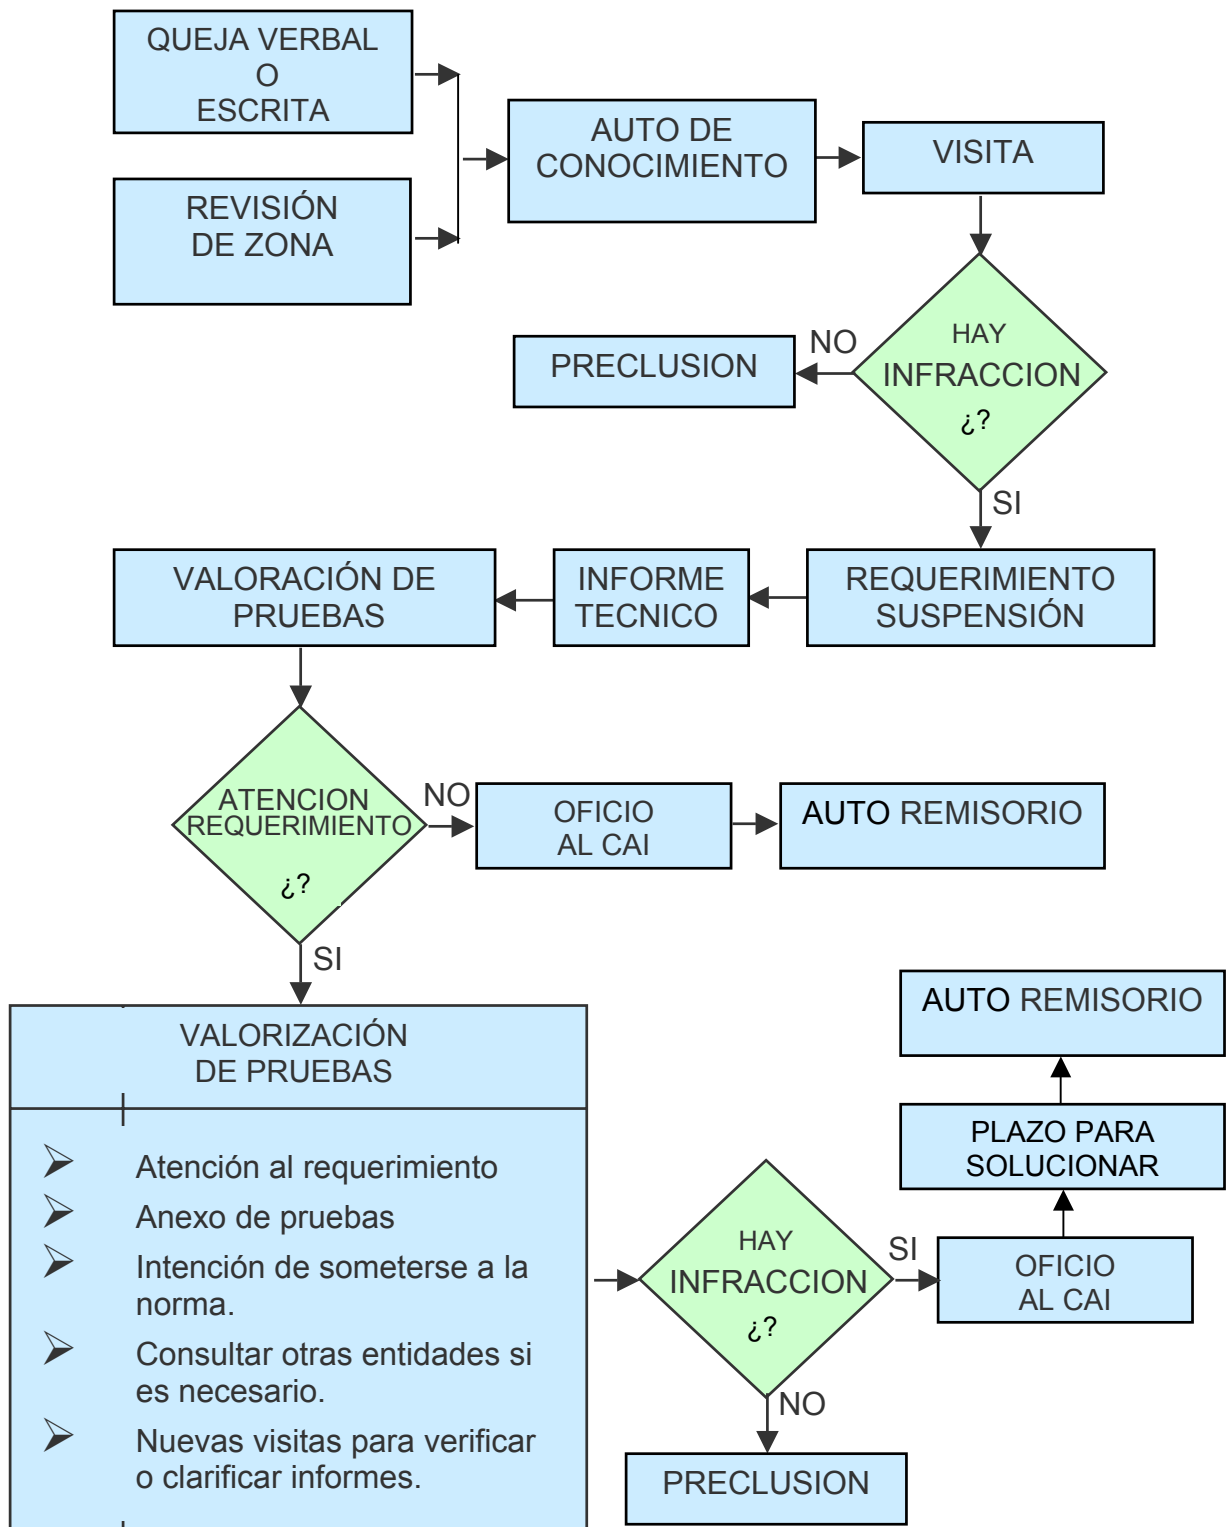 QUEJA VERBAL
O
ESCRITA
AUTO DE
CONOCIMIENTO
VISITA
REVISIÓN
DE ZONA
HAY
INFRACCION
¿?
NO
PRECLUSION
SI
REQUERIMIENTO
SUSPENSIÓN
INFORME
TECNICO
VALORACIÓN DE
PRUEBAS
ATENCION
REQUERIMIENTO
¿?
NO
OFICIO
AL CAI
AUTO REMISORIO
SI
VALORIZACIÓN
DE PRUEBAS
Atención al requerimiento
Anexo de pruebas
Intención de someterse a la
norma.
Consultar otras entidades si
es necesario.
Nuevas visitas para verificar
o clarificar informes.
HAY
INFRACCION
¿?
SI
OFICIO
AL CAI
PLAZO PARA
SOLUCIONAR
AUTO REMISORIO
NO
PRECLUSION